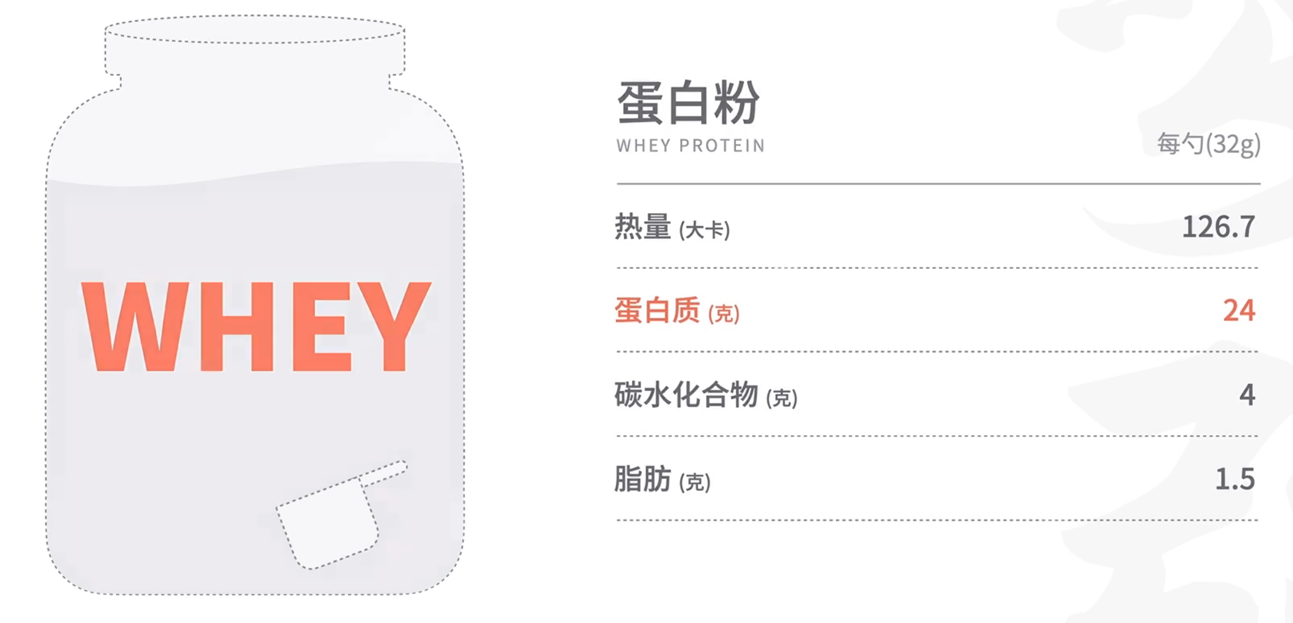 WHEY
蛋白粉
WHEY PROTEIN
每勺(32g)
热量 (大卡) 126.7
蛋白质 (克) 24
碳水化合物 (克) 4
脂肪 (克) 1.5